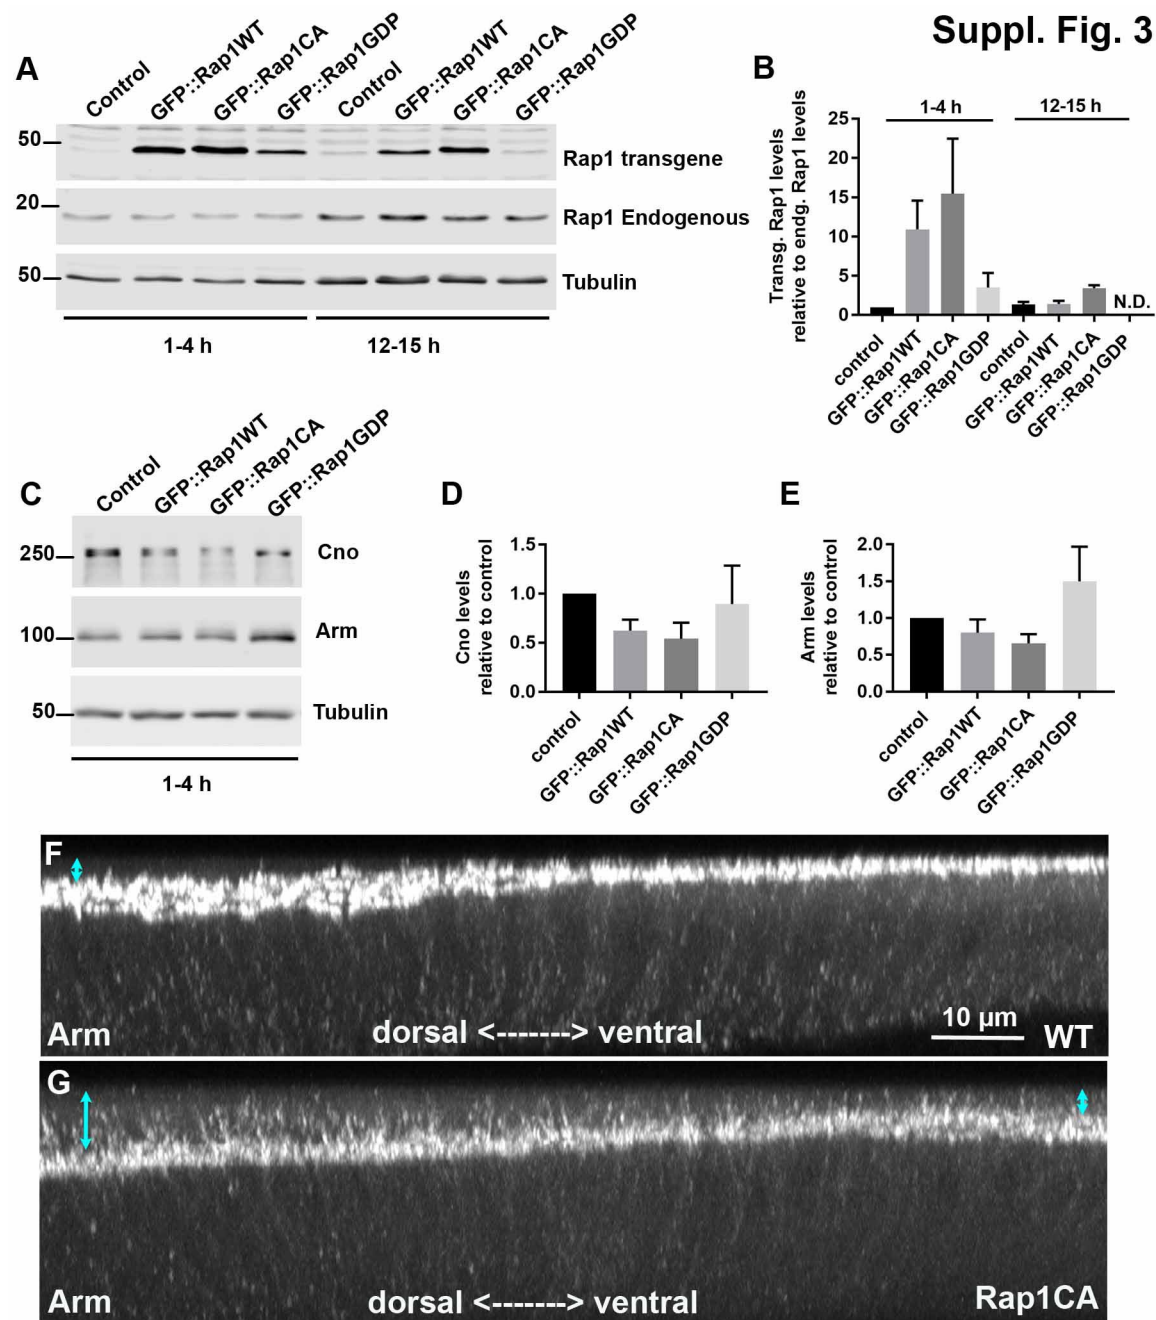 Suppl. Fig. 3
A
Control
GFP::Rap1WT
GFP::Rap1CA
GFP::Rap1GDP
Control
GFP::Rap1WT
GFP::Rap1CA
GFP::Rap1GDP
50
Rap1 transgene
20
Rap1 Endogenous
50
Tubulin
1-4 h
12-15 h
B
1-4 h
12-15 h
Transg. Rap1 levels
relative to endg. Rap1 levels
25
20
15
10
5
0
N.D.
control
GFP::Rap1WT
GFP::Rap1CA
GFP::Rap1GDP
control
GFP::Rap1WT
GFP::Rap1CA
GFP::Rap1GDP
C
Control
GFP::Rap1WT
GFP::Rap1CA
GFP::Rap1GDP
250
Cno
100
Arm
50
Tubulin
1-4 h
D
Cno levels
relative to control
1.5
1.0
0.5
0.0
control
GFP::Rap1WT
GFP::Rap1CA
GFP::Rap1GDP
E
Arm levels
relative to control
2.0
1.5
1.0
0.5
0.0
control
GFP::Rap1WT
GFP::Rap1CA
GFP::Rap1GDP
F
Arm
dorsal <-------> ventral
10 µm
WT
G
Arm
dorsal <-------> ventral
Rap1CA